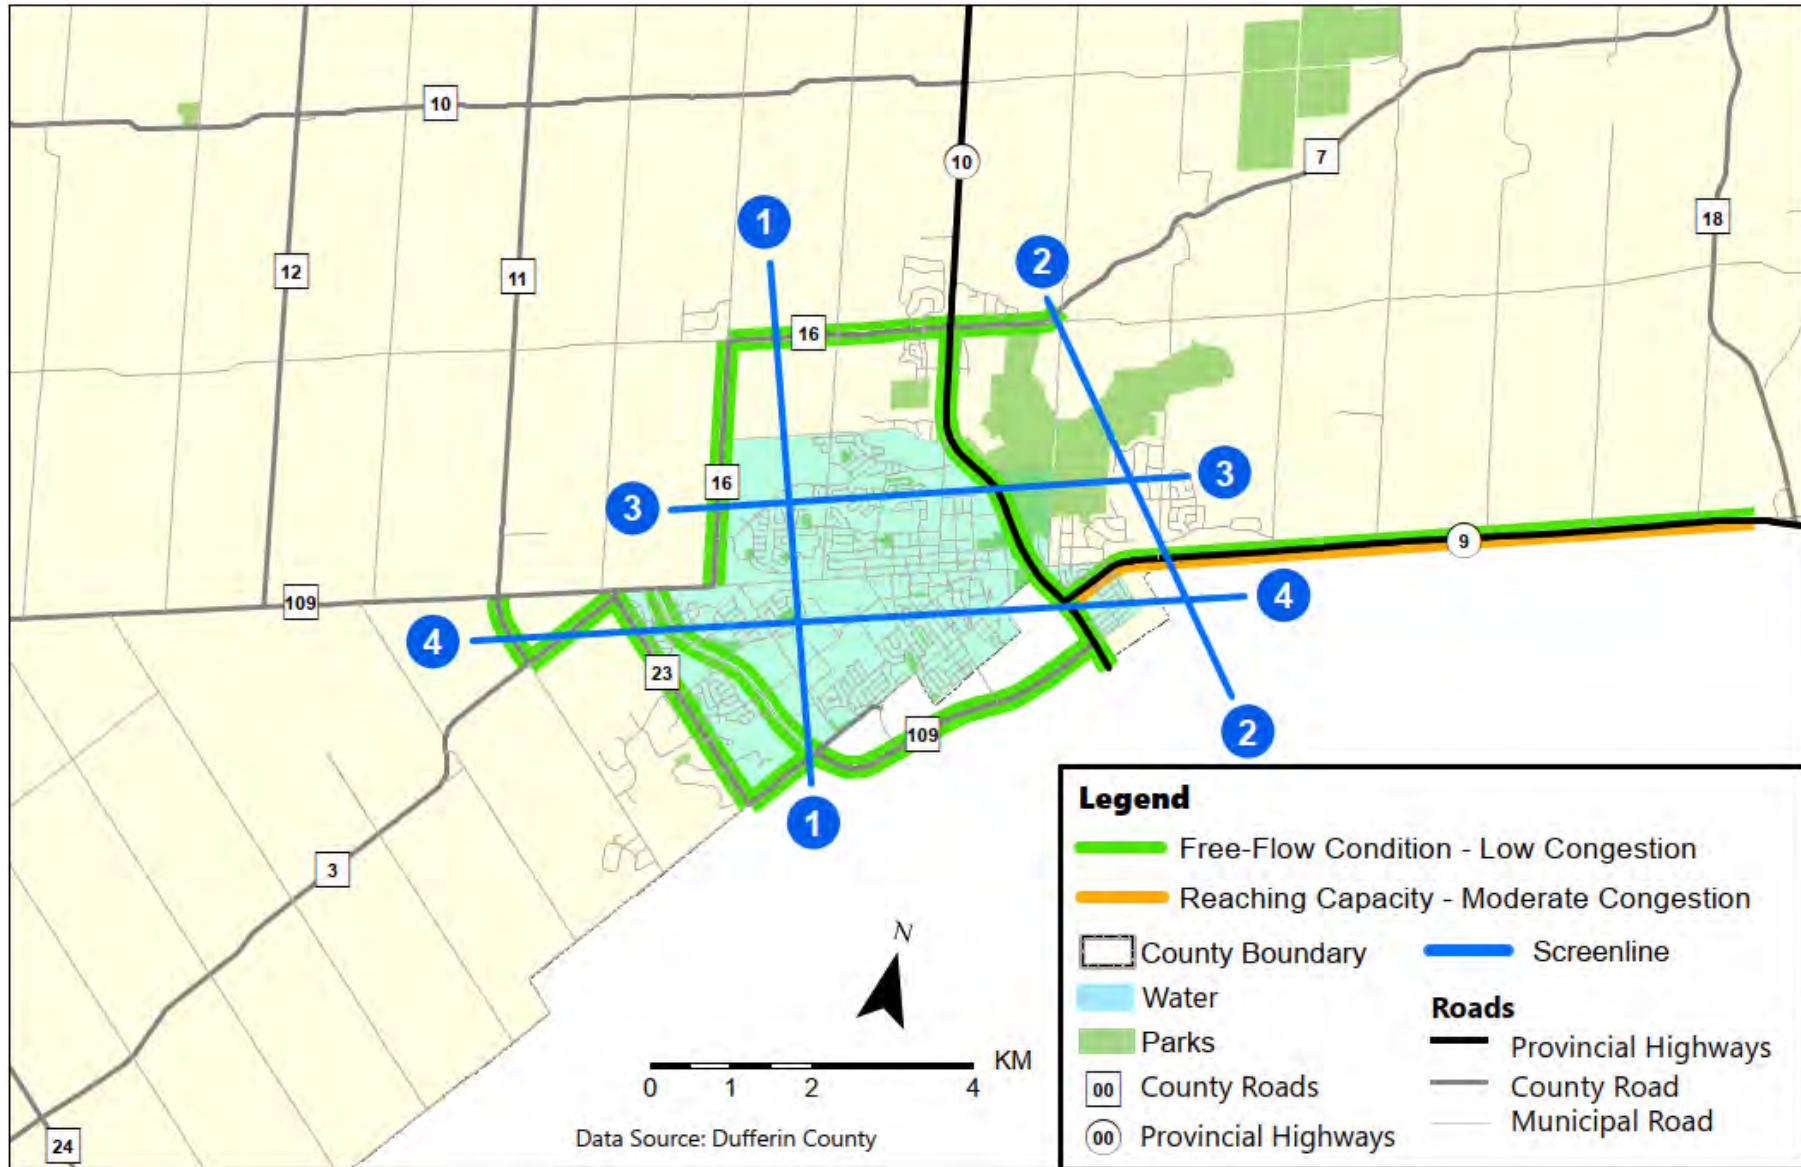 10
10
7
18
1
2
12
11
16
16
3
3
9
109
4
4
23
109
2
1
3
24
N
KM
0 1 2 4
Data Source: Dufferin County
Legend
Free-Flow Condition - Low Congestion
Reaching Capacity - Moderate Congestion
County Boundary
Screenline
Water
Parks
00 County Roads
00 Provincial Highways
Roads
Provincial Highways
County Road
Municipal Road